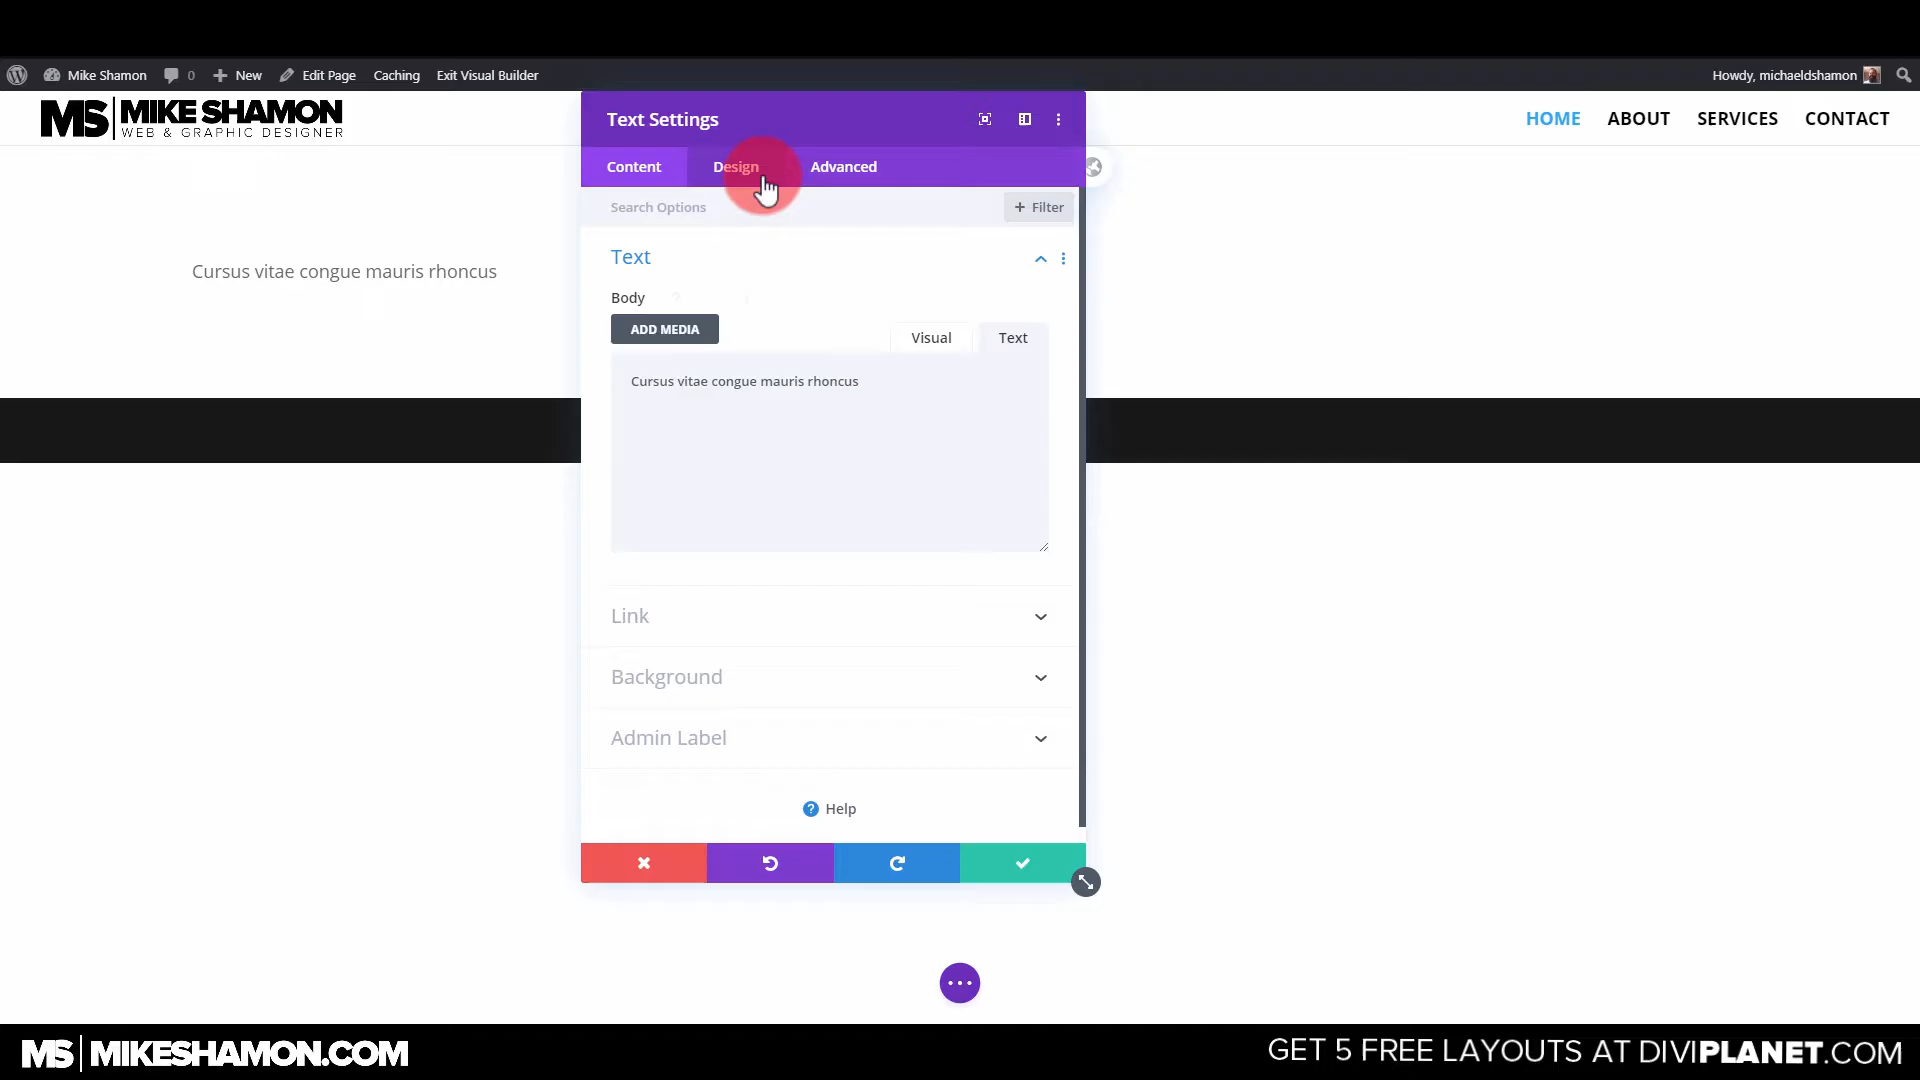 Mike Shamon 0 New Edit Page Caching Exit Visual Builder Howdy, michaeldshamon
MS MIKE SHAMON
WEB & GRAPHIC DESIGNER
HOME ABOUT SERVICES CONTACT
Text Settings
Content Design Advanced
Search Options + Filter
Cursus vitae congue mauris rhoncus
Text
Body
ADD MEDIA
Visual Text
Cursus vitae congue mauris rhoncus
Link
Background
Admin Label
? Help
MS MIKESHAMON.COM
GET 5 FREE LAYOUTS AT DIVIPLANET.COM